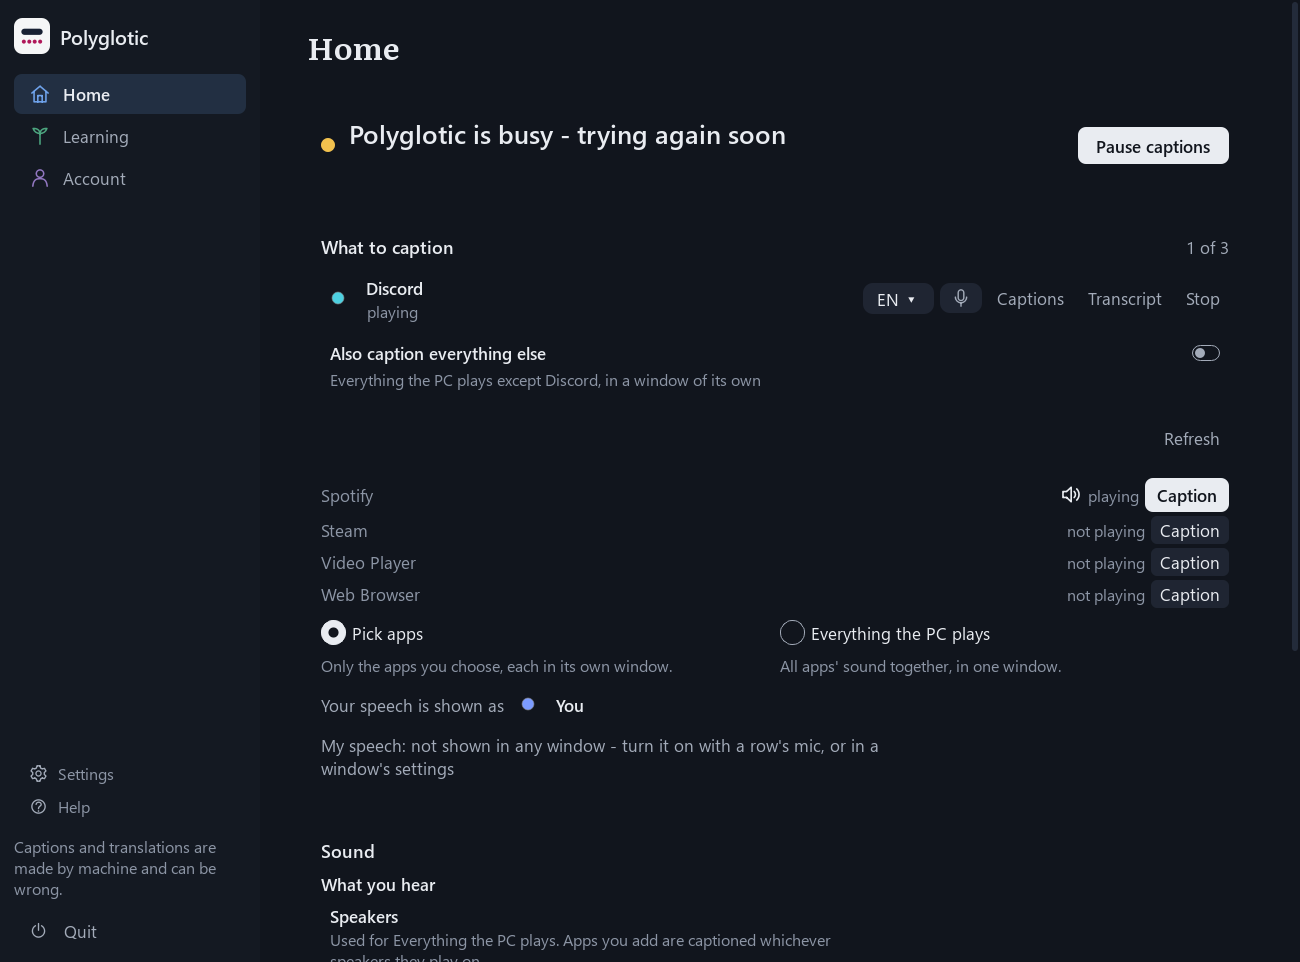 Polyglotic
Home
Learning
Account
Settings
Help
Captions and translations are
made by machine and can be
wrong.
Quit
Home
Polyglotic is busy - trying again soon
Pause captions
What to caption
1 of 3
Discord
playing
EN
Captions
Transcript
Stop
Also caption everything else
Everything the PC plays except Discord, in a window of its own
Refresh
Spotify
playing
Caption
Steam
not playing
Caption
Video Player
not playing
Caption
Web Browser
not playing
Caption
Pick apps
Only the apps you choose, each in its own window.
Everything the PC plays
All apps' sound together, in one window.
Your speech is shown as
You
My speech: not shown in any window - turn it on with a row's mic, or in a
window's settings
Sound
What you hear
Speakers
Used for Everything the PC plays. Apps you add are captioned whichever
speakers they play on.